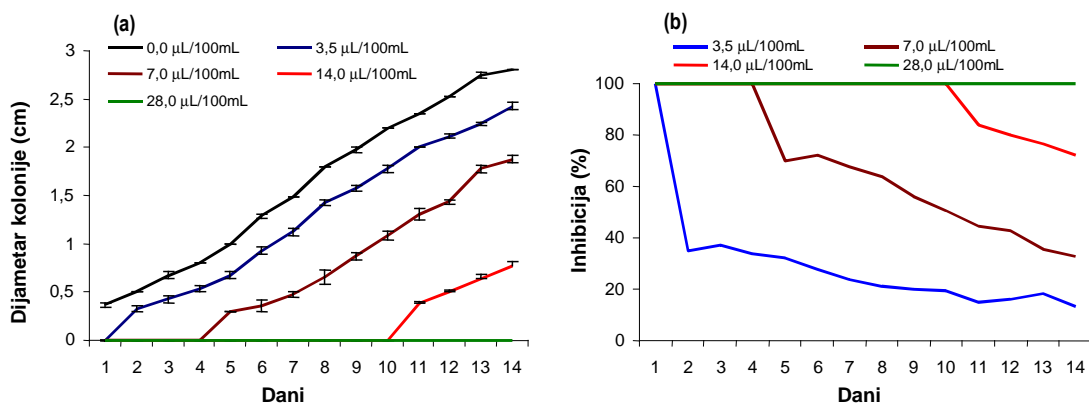 (a)
0,0 µL/100mL 3,5 µL/100mL
7,0 µL/100mL 14,0 µL/100mL
28,0 µL/100mL
Dijametar kolonije (cm)
3
2,5
2
1,5
1
0,5
0
1 2 3 4 5 6 7 8 9 10 11 12 13 14
Dani
(b)
3,5 µL/100mL 7,0 µL/100mL
14,0 µL/100mL 28,0 µL/100mL
Inhibicija (%)
100
80
60
40
20
0
1 2 3 4 5 6 7 8 9 10 11 12 13 14
Dani